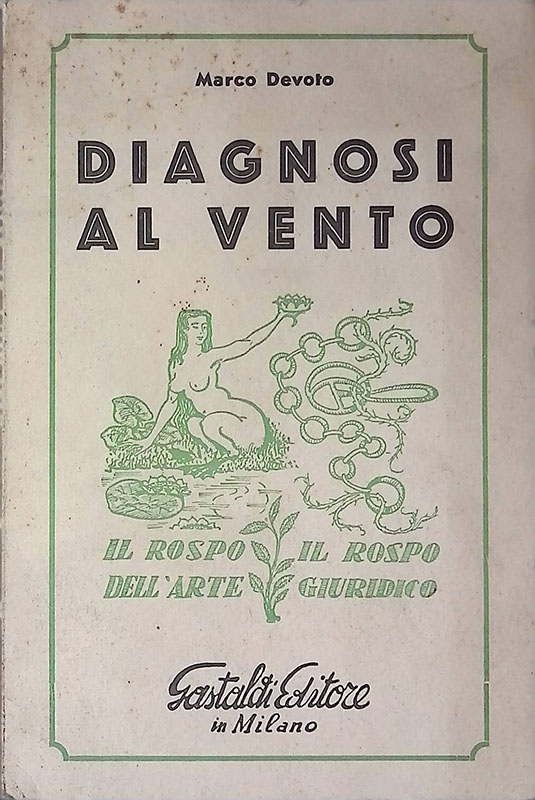 Marco Devoto
DIAGNOSI
AL VENTO
IL ROSPO
DELL'ARTE
IL ROSPO
GIURIDICO
Gastaldi Editore
in Milano